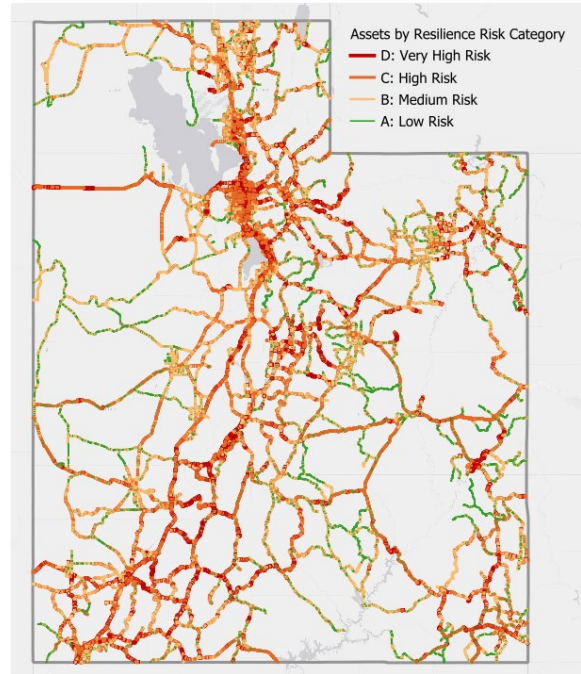 Assets by Resilience Risk Category
D: Very High Risk
C: High Risk
B: Medium Risk
A: Low Risk